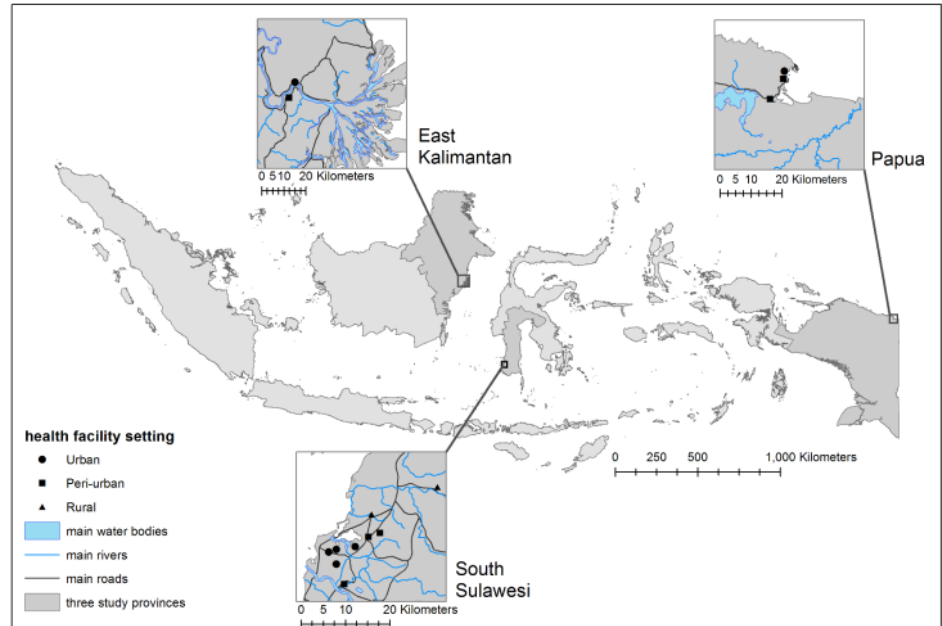 East
Kalimantan
0 5 10 20 Kilometers
Papua
0 5 10 20 Kilometers
0 250 500 1,000 Kilometers
health facility setting
Urban
Peri-urban
Rural
main water bodies
main rivers
main roads
three study provinces
South
Sulawesi
0 5 10 20 Kilometers